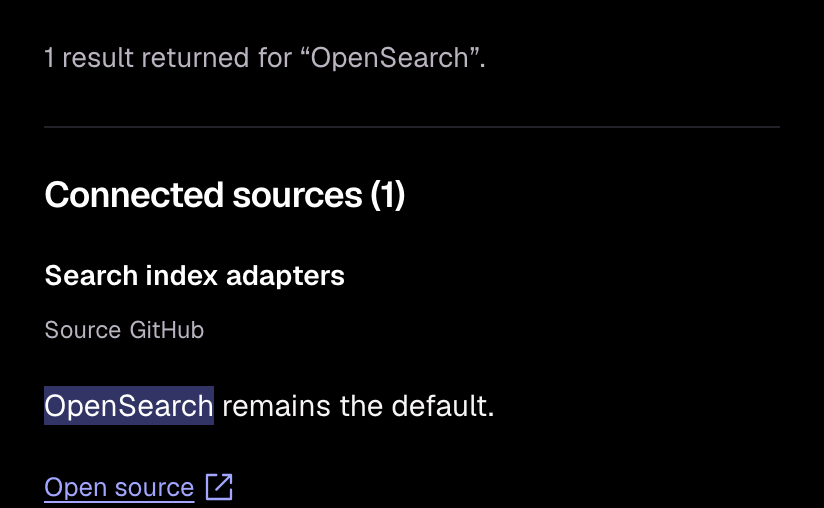 1 result returned for “OpenSearch”.
Connected sources (1)
Search index adapters
Source GitHub
OpenSearch remains the default.
Open source